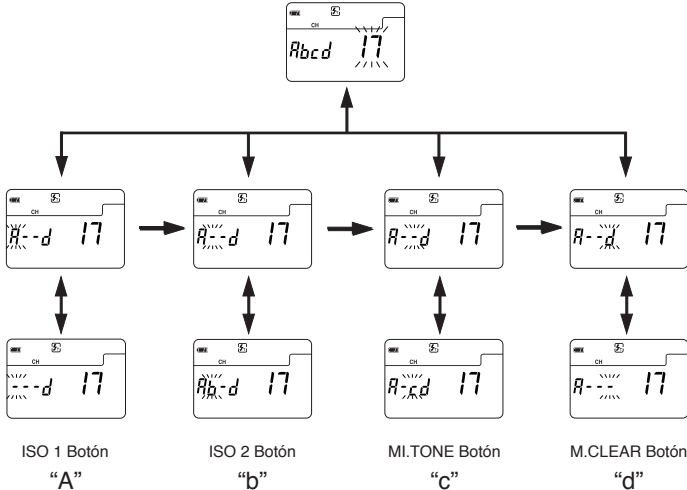 CH
Abcd 17
CH
A--d 17
CH
A--d 17
CH
A--d 17
CH
A--d 17
CH
---d 17
CH
Ab-d 17
CH
A-cd 17
CH
A--- 17
ISO 1 Botón
ISO 2 Botón
MI.TONE Botón
M.CLEAR Botón
“A”
“b”
“c”
“d”